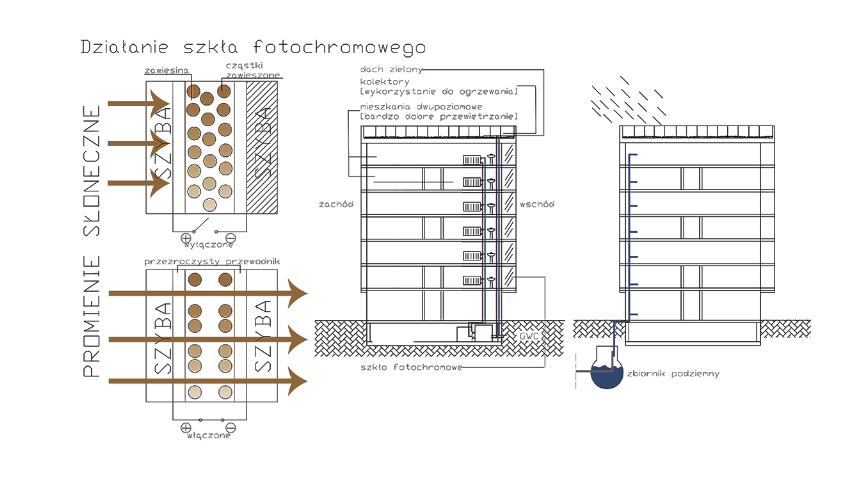 Działanie szkła fotochromowego
zawiesina
cząstki
zawieszone
PROMIENIE SŁONECZNE
SZYBA
SZYBA
wyłączone
przezroczysty przewodnik
SZYBA
SZYBA
włączone
dach zielony
kolektory
[wykorzystanie do ogrzewania]
mieszkania dwupoziomowe
[bardzo dobre przewietrzanie]
zachód
wschód
GWC
szkło fotochromowe
zbiornik podziemny